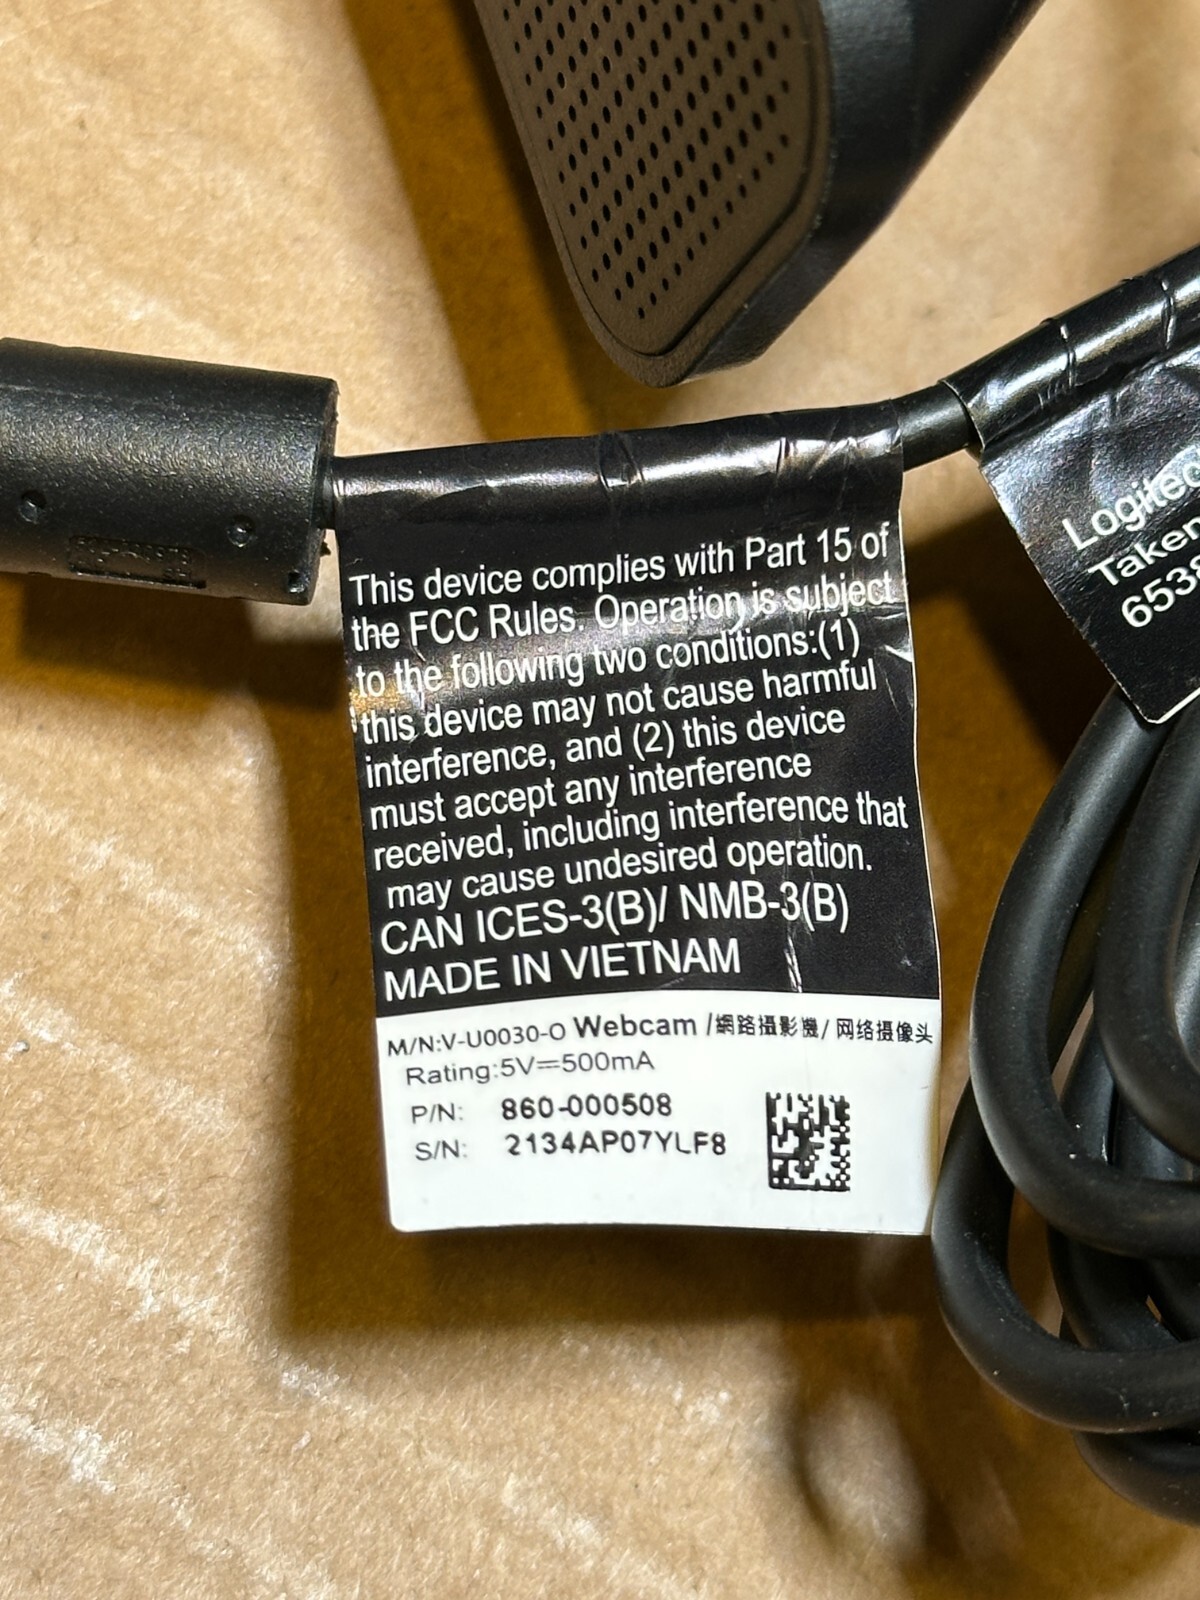 This device complies with Part 15 of
the FCC Rules. Operation is subject
to the following two conditions:(1)
this device may not cause harmful
interference, and (2) this device
must accept any interference
received, including interference that
may cause undesired operation.
CAN ICES-3(B)/ NMB-3(B)
MADE IN VIETNAM
M/N:V-U0030-O Webcam /網路攝影機/ 网络摄像头
Rating:5V⎓500mA
P/N: 860-000508
S/N: 2134AP07YLF8